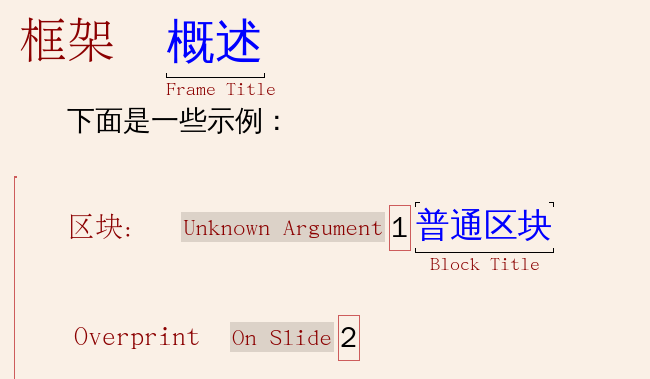 框架 概述
Frame Title
下面是一些示例：
区块: Unknown Argument 1 普通区块
Block Title
Overprint On Slide 2